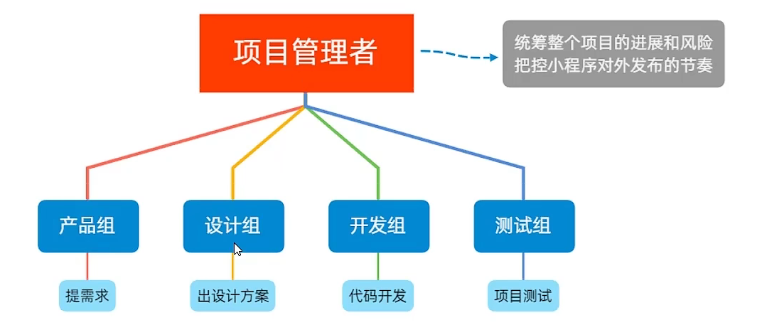 项目管理者
统筹整个项目的进展和风险
把控小程序对外发布的节奏
产品组
设计组
开发组
测试组
提需求
出设计方案
代码开发
项目测试